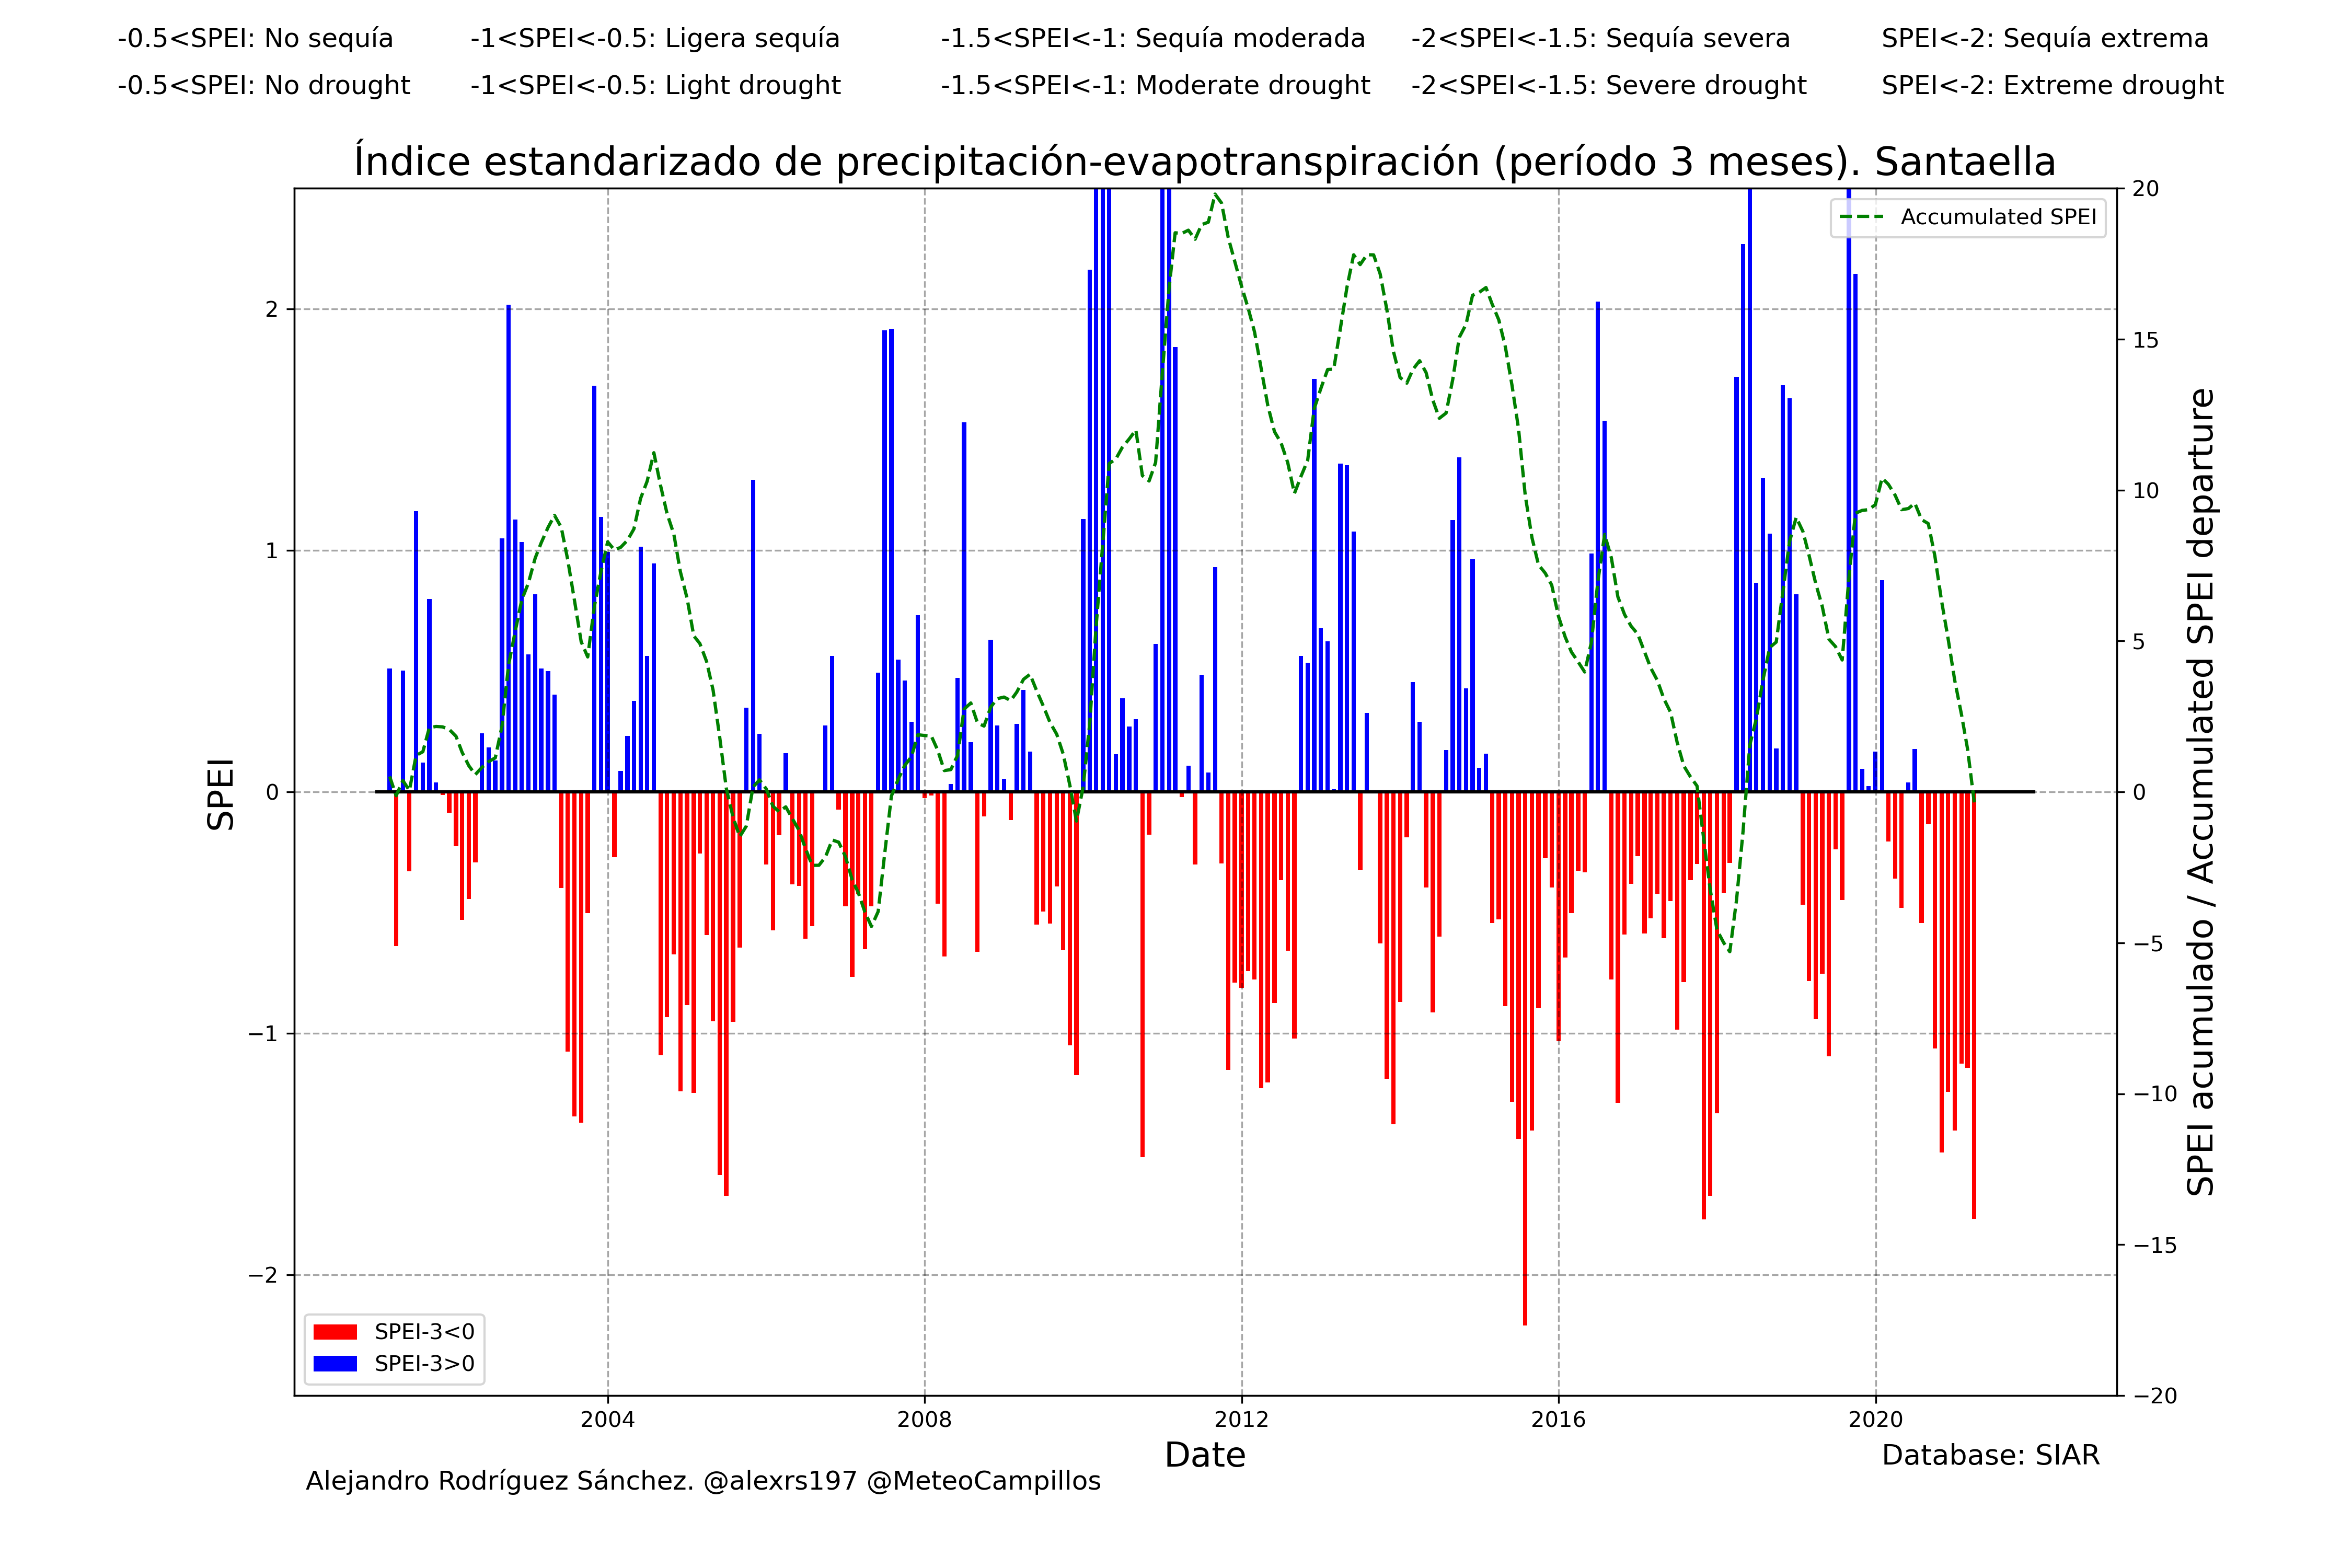 -0.5<SPEI: No sequía -1<SPEI<-0.5: Ligera sequía -1.5<SPEI<-1: Sequía moderada -2<SPEI<-1.5: Sequía severa SPEI<-2: Sequía extrema
-0.5<SPEI: No drought -1<SPEI<-0.5: Light drought -1.5<SPEI<-1: Moderate drought -2<SPEI<-1.5: Severe drought SPEI<-2: Extreme drought
Índice estandarizado de precipitación-evapotranspiración (período 3 meses). Santaella
Accumulated SPEI
SPEI
2
1
0
−1
−2
20
15
10
5
0
−5
−10
−15
−20
SPEI acumulado / Accumulated SPEI departure
SPEI-3<0
SPEI-3>0
2004 2008 2012 2016 2020
Date
Database: SIAR
Alejandro Rodríguez Sánchez. @alexrs197 @MeteoCampillos